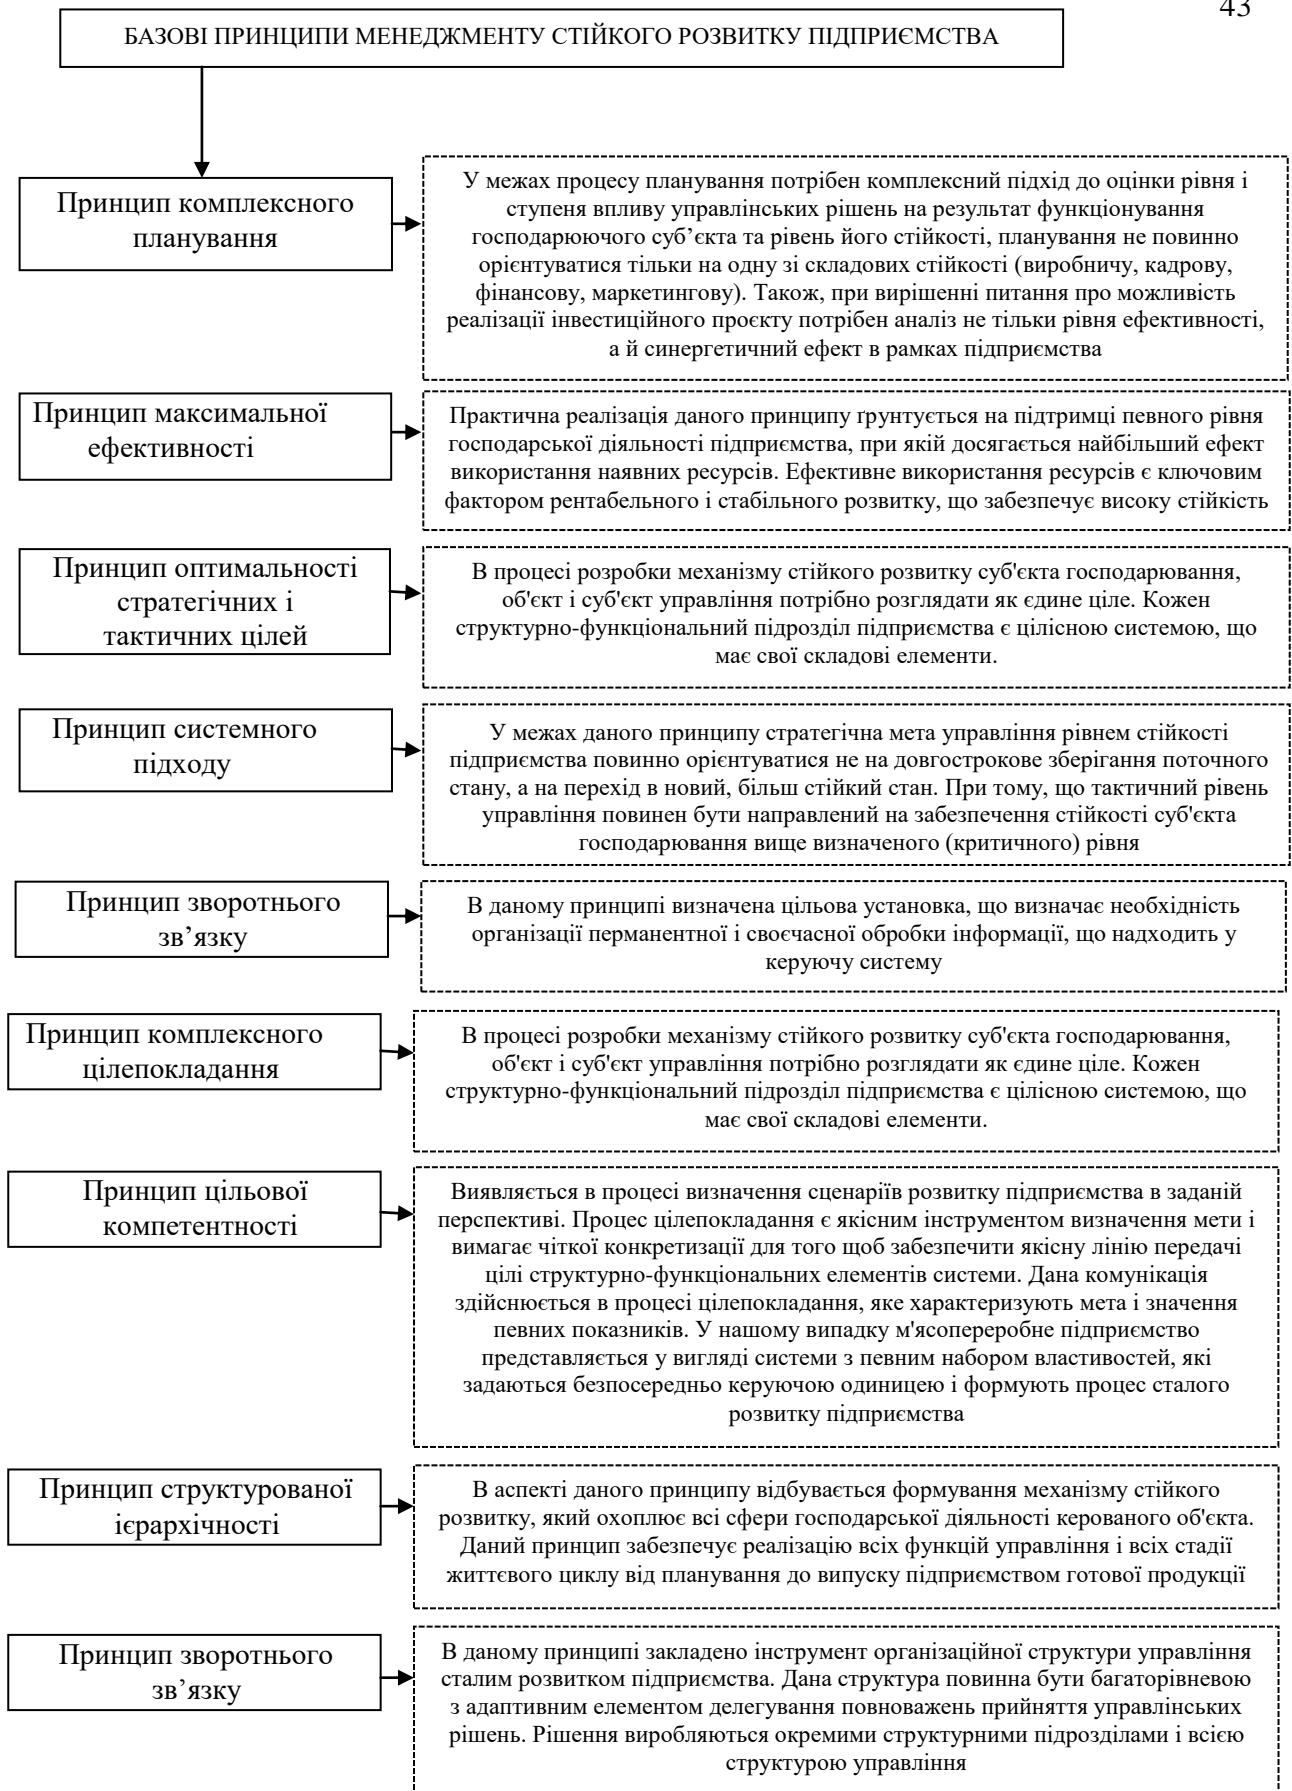 43
БАЗОВІ ПРИНЦИПИ МЕНЕДЖМЕНТУ СТІЙКОГО РОЗВИТКУ ПІДПРИЄМСТВА
Принцип комплексного
планування
У межах процесу планування потрібен комплексний підхід до оцінки рівня і
ступеня впливу управлінських рішень на результат функціонування
господарюючого суб’єкта та рівень його стійкості, планування не повинно
орієнтуватися тільки на одну зі складових стійкості (виробничу, кадрову,
фінансову, маркетингову). Також, при вирішенні питання про можливість
реалізації інвестиційного проєкту потрібен аналіз не тільки рівня ефективності,
а й синергетичний ефект в рамках підприємства
Принцип максимальної
ефективності
Практична реалізація даного принципу ґрунтується на підтримці певного рівня
господарської діяльності підприємства, при якій досягається найбільший ефект
використання наявних ресурсів. Ефективне використання ресурсів є ключовим
фактором рентабельного і стабільного розвитку, що забезпечує високу стійкість
Принцип оптимальності
стратегічних і
тактичних цілей
В процесі розробки механізму стійкого розвитку суб'єкта господарювання,
об'єкт і суб'єкт управління потрібно розглядати як єдине ціле. Кожен
структурно-функціональний підрозділ підприємства є цілісною системою, що
має свої складові елементи.
Принцип системного
підходу
У межах даного принципу стратегічна мета управління рівнем стійкості
підприємства повинно орієнтуватися не на довгострокове зберігання поточного
стану, а на перехід в новий, більш стійкий стан. При тому, що тактичний рівень
управління повинен бути направлений на забезпечення стійкості суб'єкта
господарювання вище визначеного (критичного) рівня
Принцип зворотнього
зв’язку
В даному принципі визначена цільова установка, що визначає необхідність
організації перманентної і своєчасної обробки інформації, що надходить у
керуючу систему
Принцип комплексного
цілепокладання
В процесі розробки механізму стійкого розвитку суб'єкта господарювання,
об'єкт і суб'єкт управління потрібно розглядати як єдине ціле. Кожен
структурно-функціональний підрозділ підприємства є цілісною системою, що
має свої складові елементи.
Принцип цільової
компетентності
Виявляється в процесі визначення сценаріїв розвитку підприємства в заданій
перспективі. Процес цілепокладання є якісним інструментом визначення мети і
вимагає чіткої конкретизації для того щоб забезпечити якісну лінію передачі
цілі структурно-функціональних елементів системи. Дана комунікація
здійснюється в процесі цілепокладання, яке характеризують мета і значення
певних показників. У нашому випадку м'ясопереробне підприємство
представляється у вигляді системи з певним набором властивостей, які
задаються безпосередньо керуючою одиницею і формують процес сталого
розвитку підприємства
Принцип структурованої
ієрархічності
В аспекті даного принципу відбувається формування механізму стійкого
розвитку, який охоплює всі сфери господарської діяльності керованого об'єкта.
Даний принцип забезпечує реалізацію всіх функцій управління і всіх стадії
життєвого циклу від планування до випуску підприємством готової продукції
Принцип зворотнього
зв’язку
В даному принципі закладено інструмент організаційної структури управління
сталим розвитком підприємства. Дана структура повинна бути багаторівневою
з адаптивним елементом делегування повноважень прийняття управлінських
рішень. Рішення виробляються окремими структурними підрозділами і всією
структурою управління